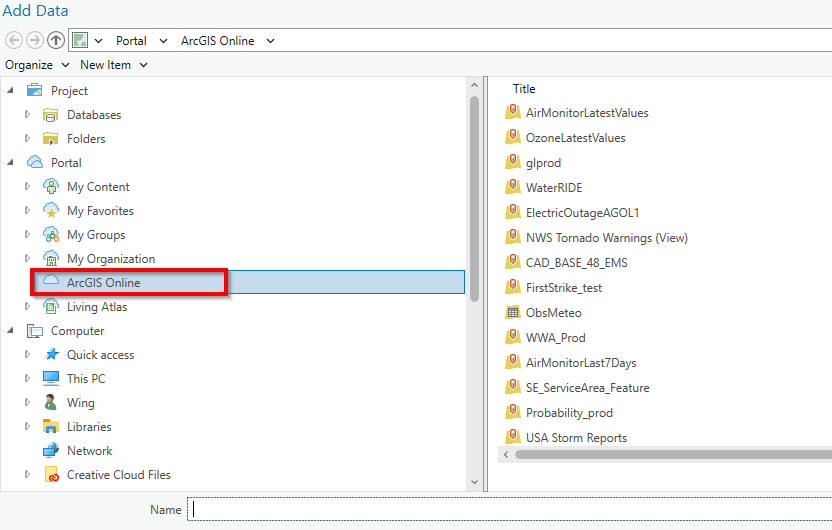 Add Data
Portal
ArcGIS Online
Organize
New Item
Project
Databases
Folders
Portal
My Content
My Favorites
My Groups
My Organization
ArcGIS Online
Living Atlas
Computer
Quick access
This PC
Wing
Libraries
Network
Creative Cloud Files
Title
AirMonitorLatestValues
OzoneLatestValues
glprod
WaterRIDE
ElectricOutageAGOL1
NWS Tornado Warnings (View)
CAD_BASE_48_EMS
FirstStrike_test
ObsMeteo
WWA_Prod
AirMonitorLast7Days
SE_ServiceArea_Feature
Probability_prod
USA Storm Reports
Name